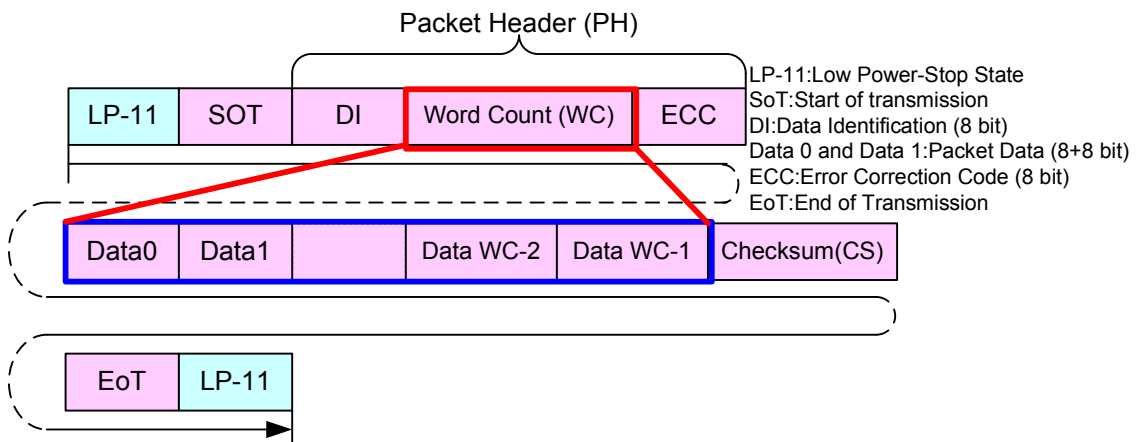 Packet Header (PH)
LP-11 SOT DI Word Count (WC) ECC
LP-11:Low Power-Stop State
SoT:Start of transmission
DI:Data Identification (8 bit)
Data 0 and Data 1:Packet Data (8+8 bit)
ECC:Error Correction Code (8 bit)
EoT:End of Transmission
Data0 Data1 Data WC-2 Data WC-1 Checksum(CS)
EoT LP-11